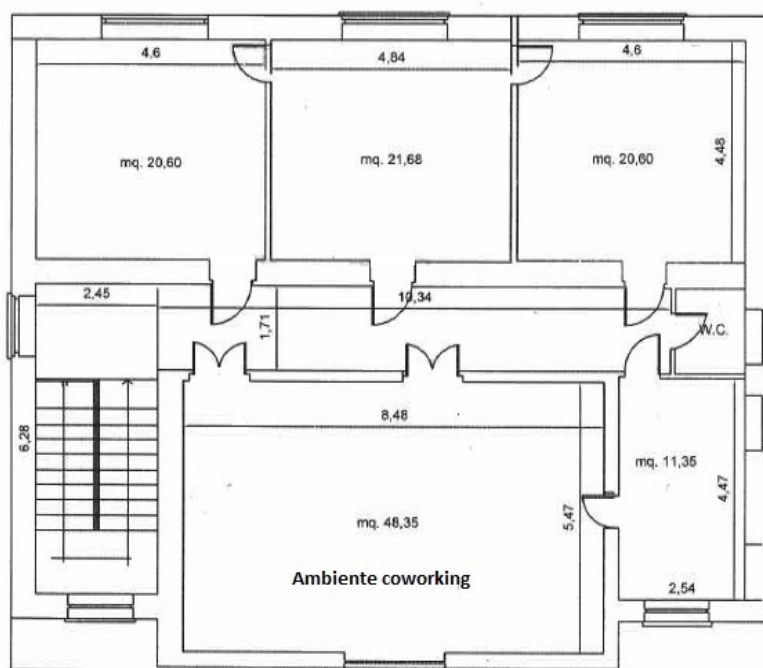 4,6
4,84
4,6
mq. 20,60
mq. 21,68
mq. 20,60
4,48
2,45
10,34
1,71
W.C.
6,28
8,48
mq. 11,35
4,47
5,47
mq. 48,35
Ambiente coworking
2,54